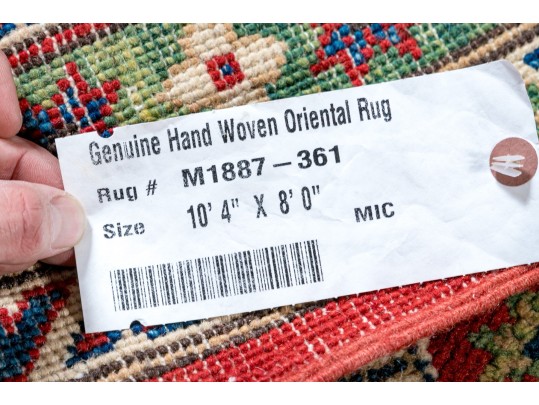 Genuine Hand Woven Oriental Rug
Rug # M1887-361
Size 10' 4" X 8' 0" MIC